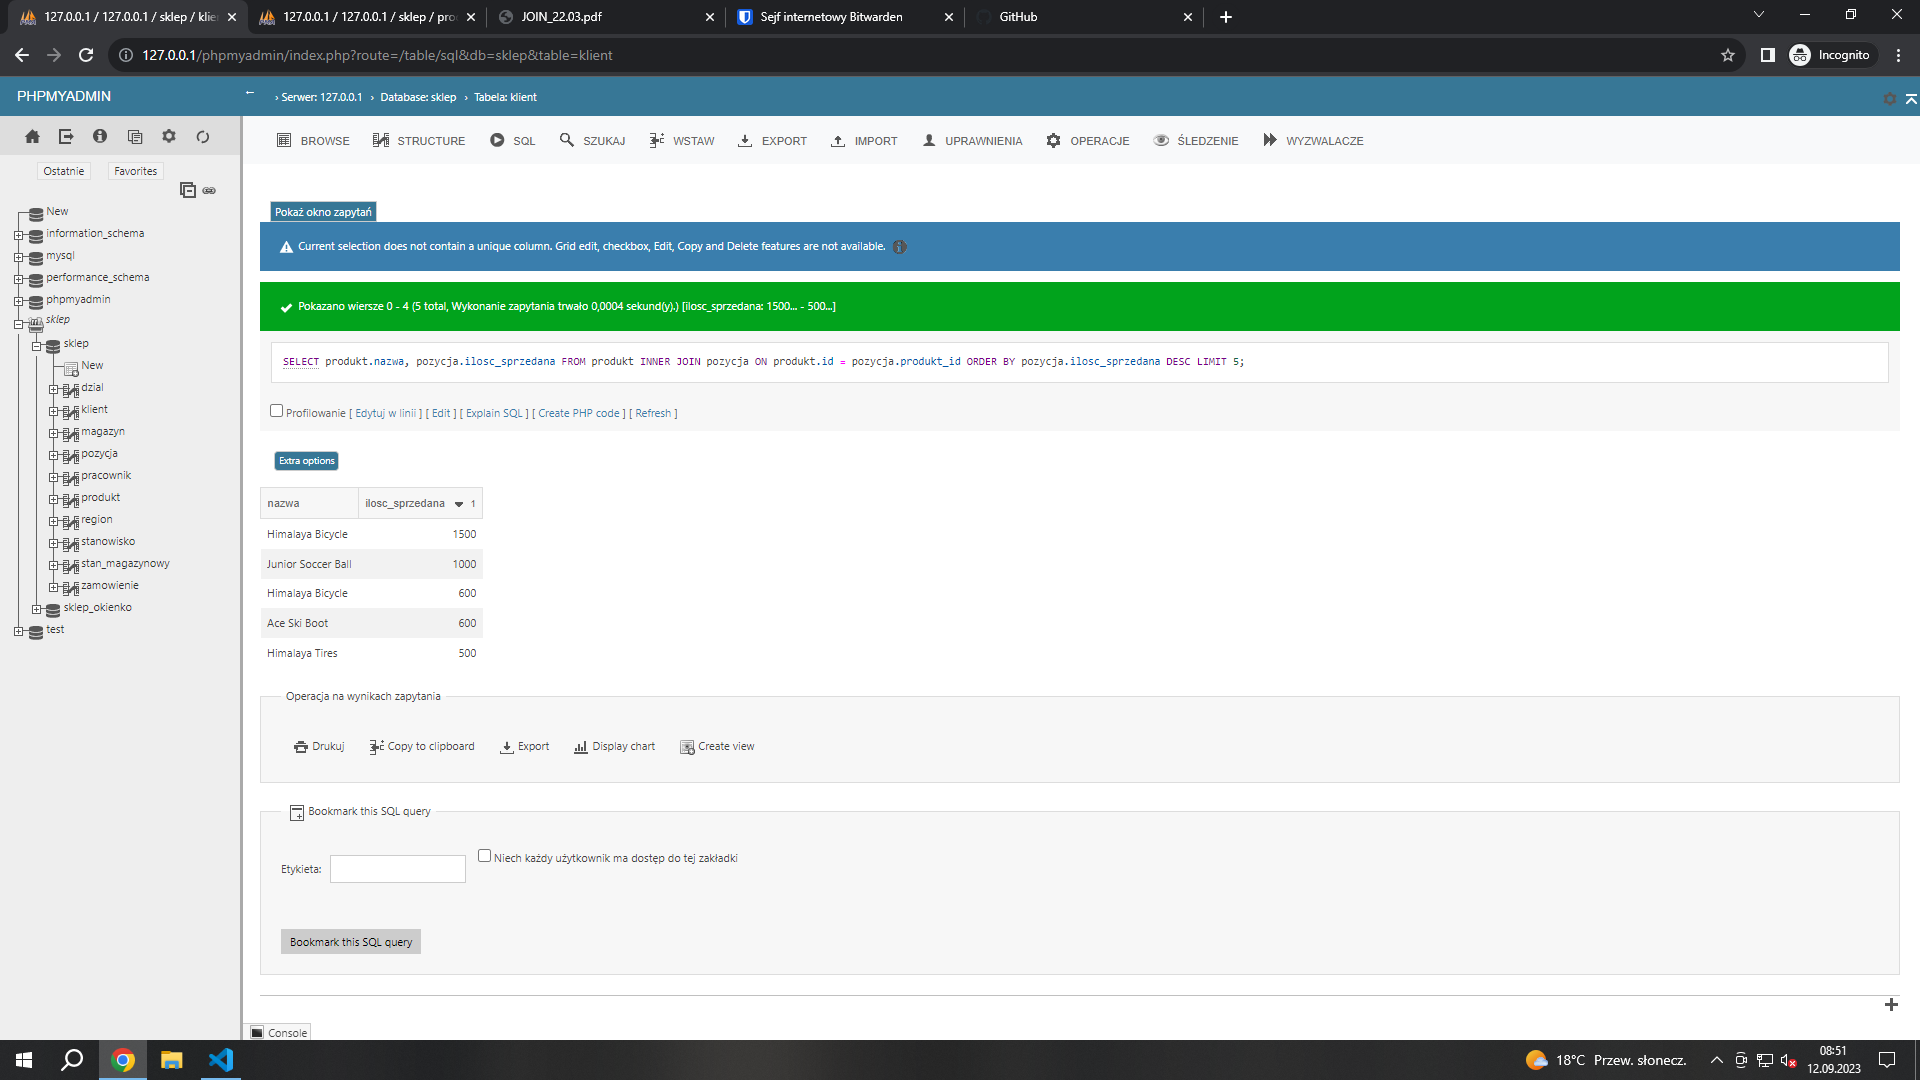 127.0.0.1 / 127.0.0.1 / sklep / klie
127.0.0.1 / 127.0.0.1 / sklep / pro
JOIN_22.03.pdf
Sejf internetowy Bitwarden
GitHub
127.0.0.1/phpmyadmin/index.php?route=/table/sql&db=sklep&table=klient
Incognito
PHPMYADMIN
› Serwer: 127.0.0.1 › Database: sklep › Tabela: klient
BROWSE STRUCTURE SQL SZUKAJ WSTAW EXPORT IMPORT UPRAWNIENIA OPERACJE ŚLEDZENIE WYZWALACZE
Ostatnie Favorites
New
information_schema
mysql
performance_schema
phpmyadmin
sklep
sklep
New
dzial
klient
magazyn
pozycja
pracownik
produkt
region
stanowisko
stan_magazynowy
zamowienie
sklep_okienko
test
Pokaż okno zapytań
Current selection does not contain a unique column. Grid edit, checkbox, Edit, Copy and Delete features are not available.
Pokazano wiersze 0 - 4 (5 total, Wykonanie zapytania trwało 0,0004 sekund(y).) [ilosc_sprzedana: 1500... - 500...]
SELECT produkt.nazwa, pozycja.ilosc_sprzedana FROM produkt INNER JOIN pozycja ON produkt.id = pozycja.produkt_id ORDER BY pozycja.ilosc_sprzedana DESC LIMIT 5;
Profilowanie [ Edytuj w linii ] [ Edit ] [ Explain SQL ] [ Create PHP code ] [ Refresh ]
Extra options
nazwa ilosc_sprzedana 1
Himalaya Bicycle 1500
Junior Soccer Ball 1000
Himalaya Bicycle 600
Ace Ski Boot 600
Himalaya Tires 500
Operacja na wynikach zapytania
Drukuj Copy to clipboard Export Display chart Create view
Bookmark this SQL query
Etykieta: Niech każdy użytkownik ma dostęp do tej zakładki
Bookmark this SQL query
Console
18°C Przew. słonecz.
08:51
12.09.2023